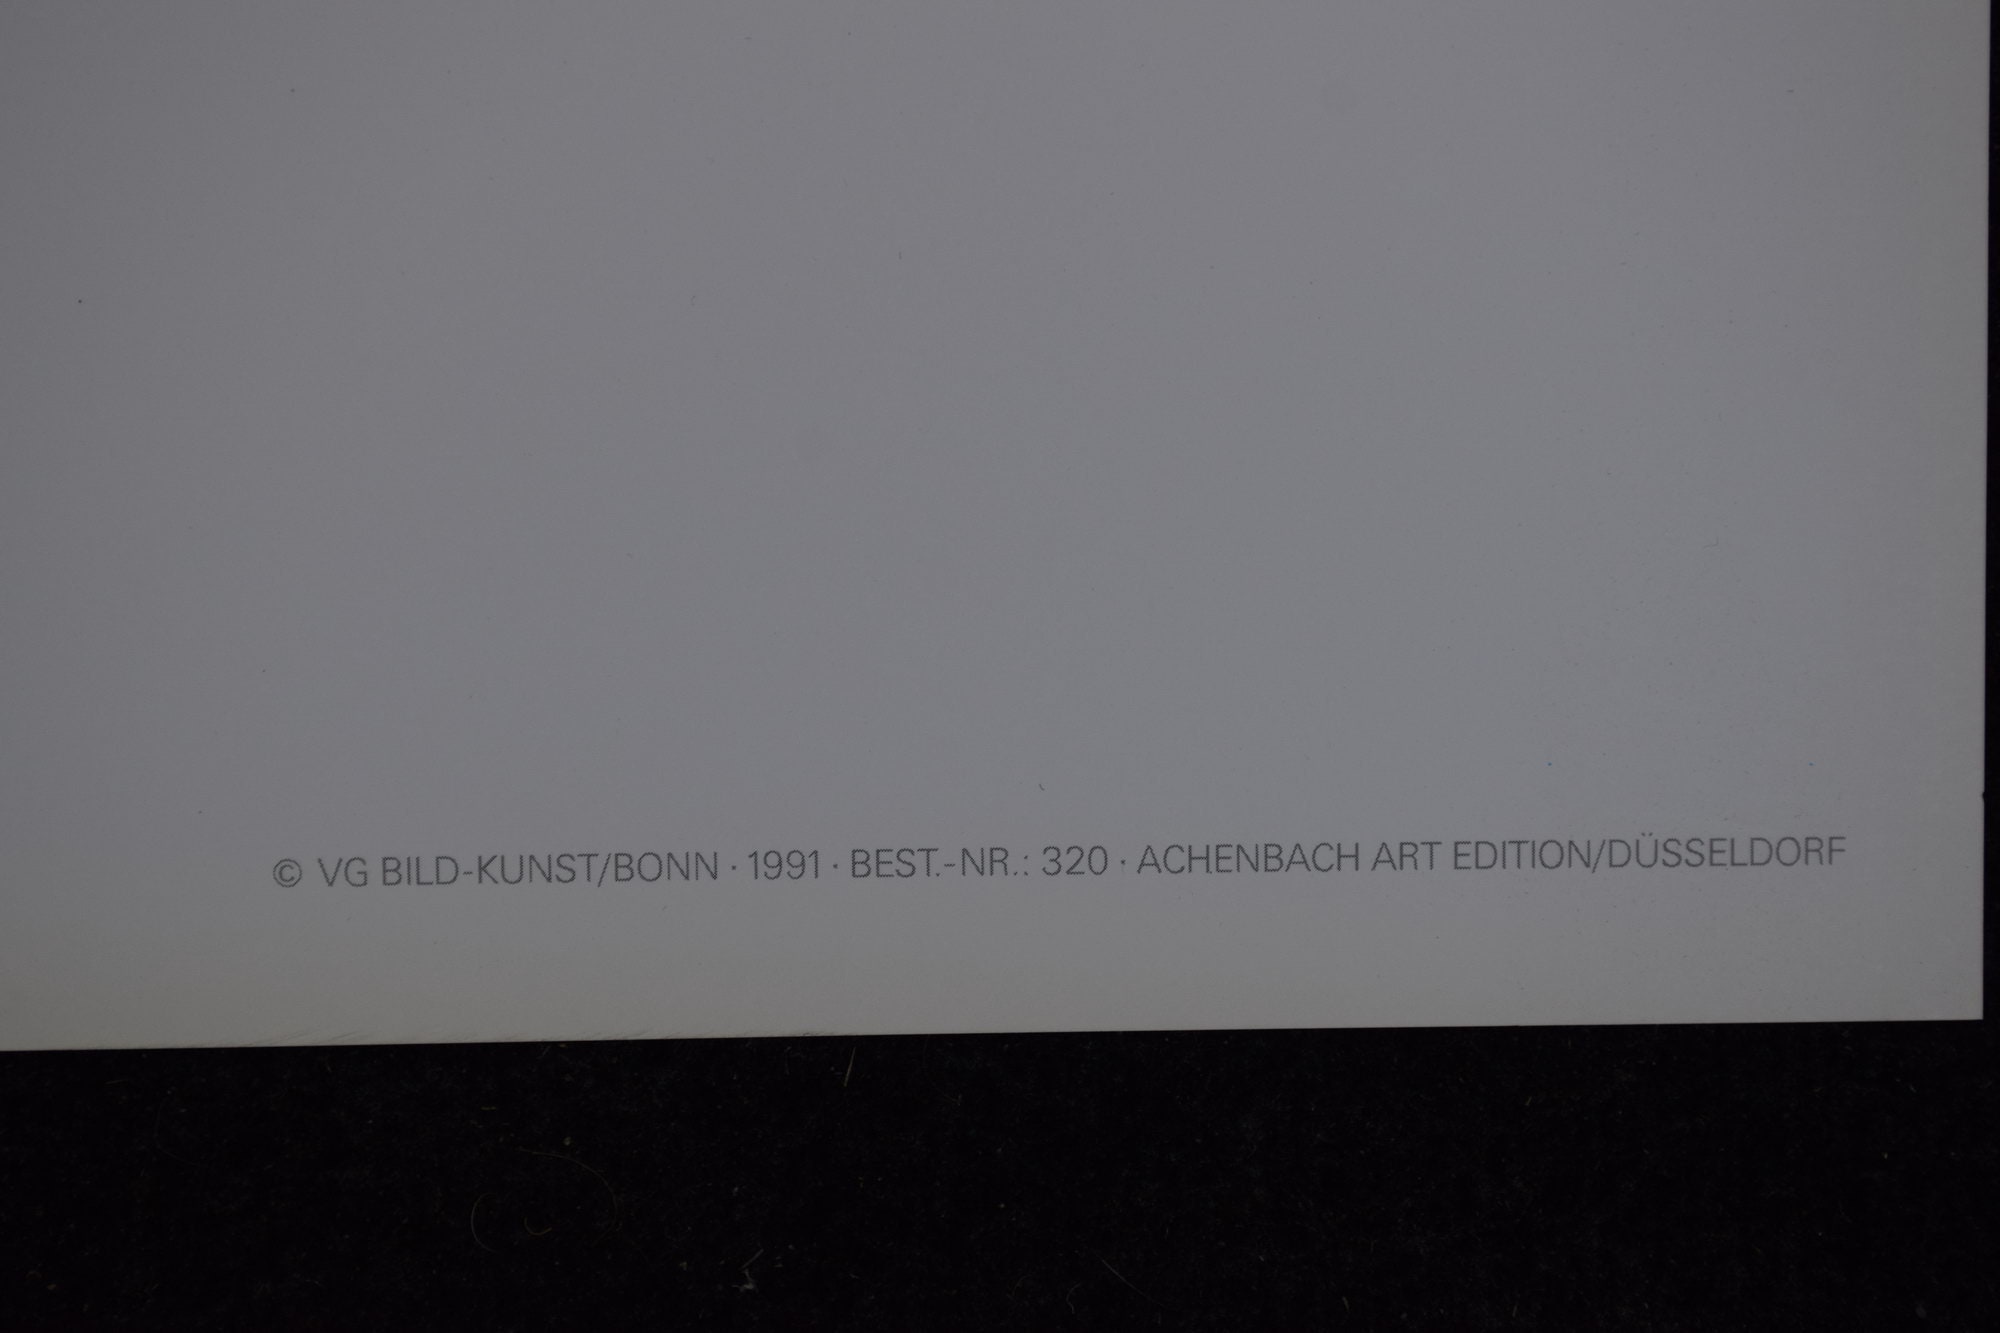 © VG BILD-KUNST/BONN · 1991 · BEST.-NR.: 320 · ACHENBACH ART EDITION/DÜSSELDORF